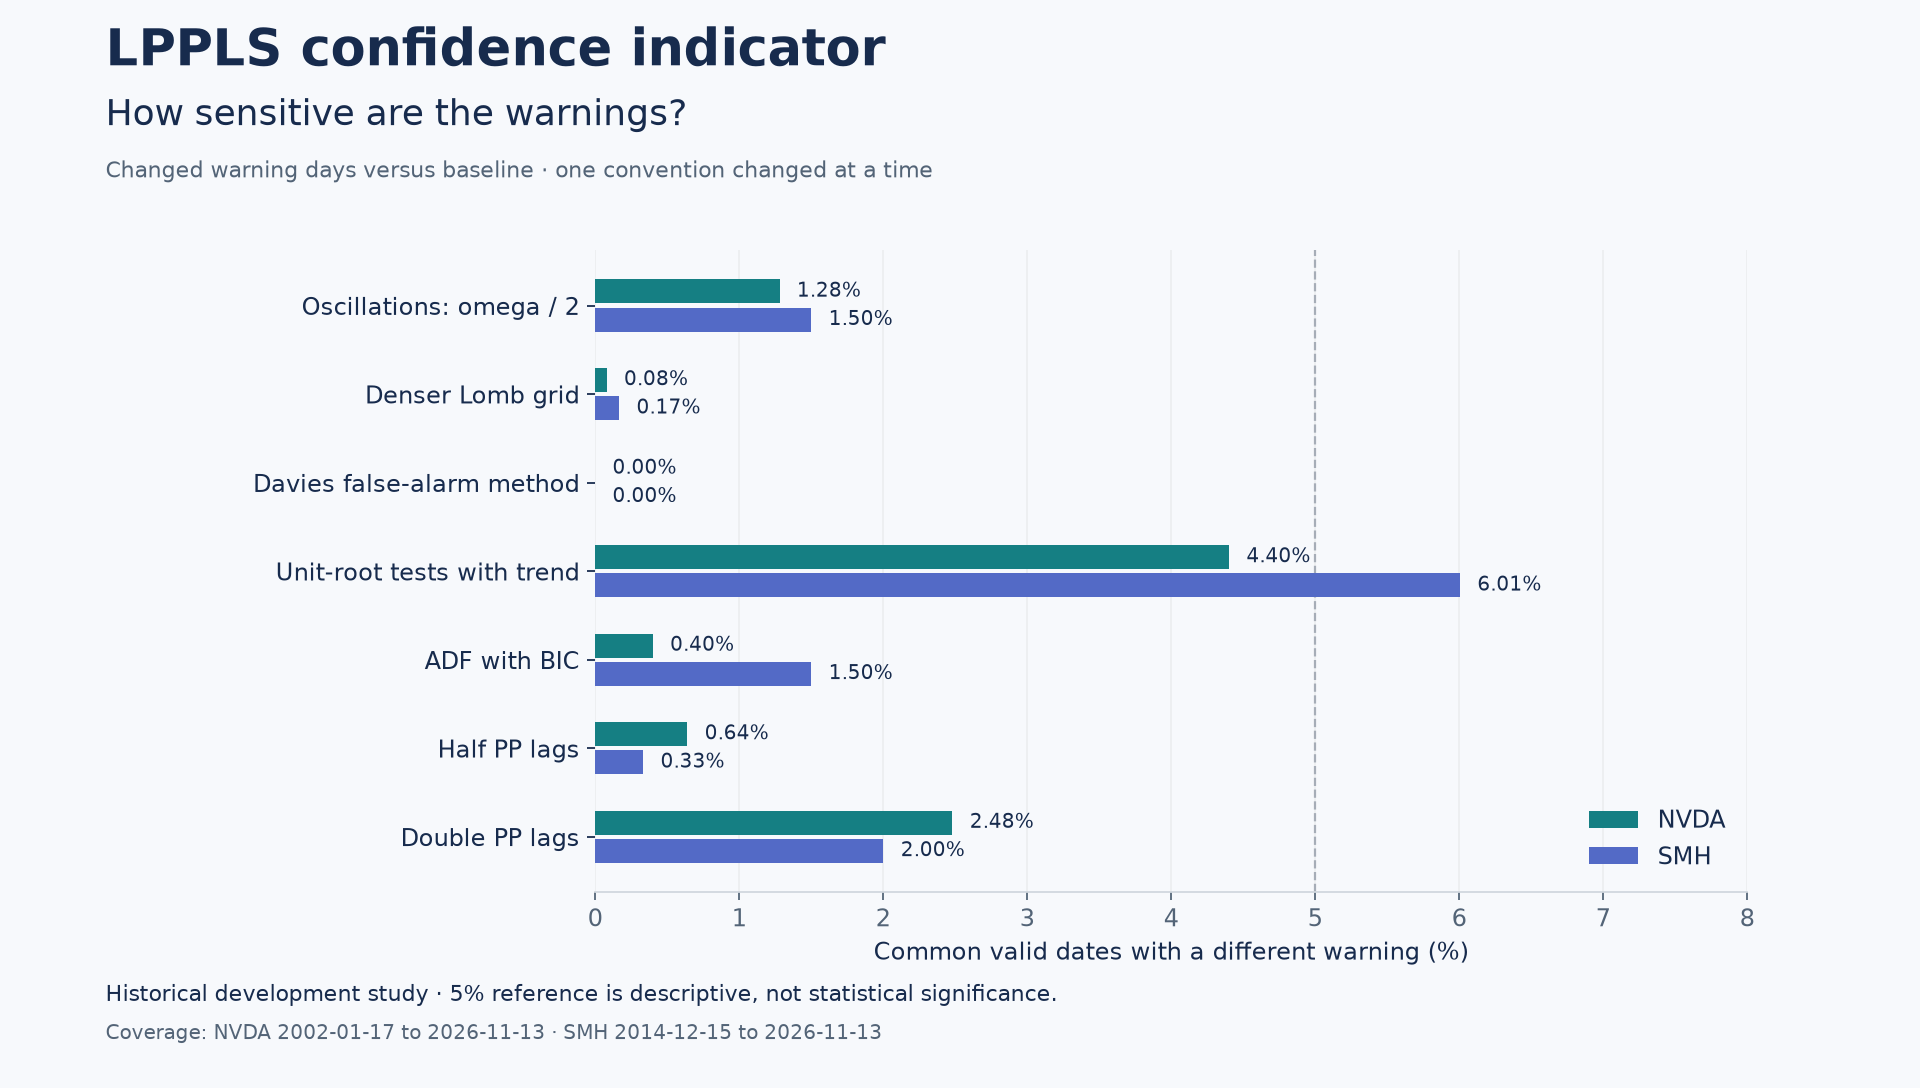 LPPLS confidence indicator
How sensitive are the warnings?
Changed warning days versus baseline · one convention changed at a time
Oscillations: omega / 2
1.28%
1.50%
Denser Lomb grid
0.08%
0.17%
Davies false-alarm method
0.00%
0.00%
Unit-root tests with trend
4.40%
6.01%
ADF with BIC
0.40%
1.50%
Half PP lags
0.64%
0.33%
Double PP lags
2.48%
2.00%
NVDA
SMH
0 1 2 3 4 5 6 7 8
Common valid dates with a different warning (%)
Historical development study · 5% reference is descriptive, not statistical significance.
Coverage: NVDA 2002-01-17 to 2026-11-13 · SMH 2014-12-15 to 2026-11-13